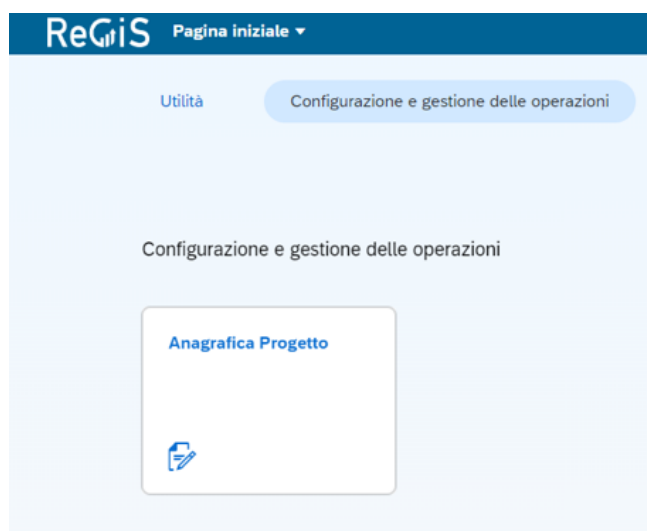 ReGiS Pagina iniziale
Utilità Configurazione e gestione delle operazioni
Configurazione e gestione delle operazioni
Anagrafica Progetto